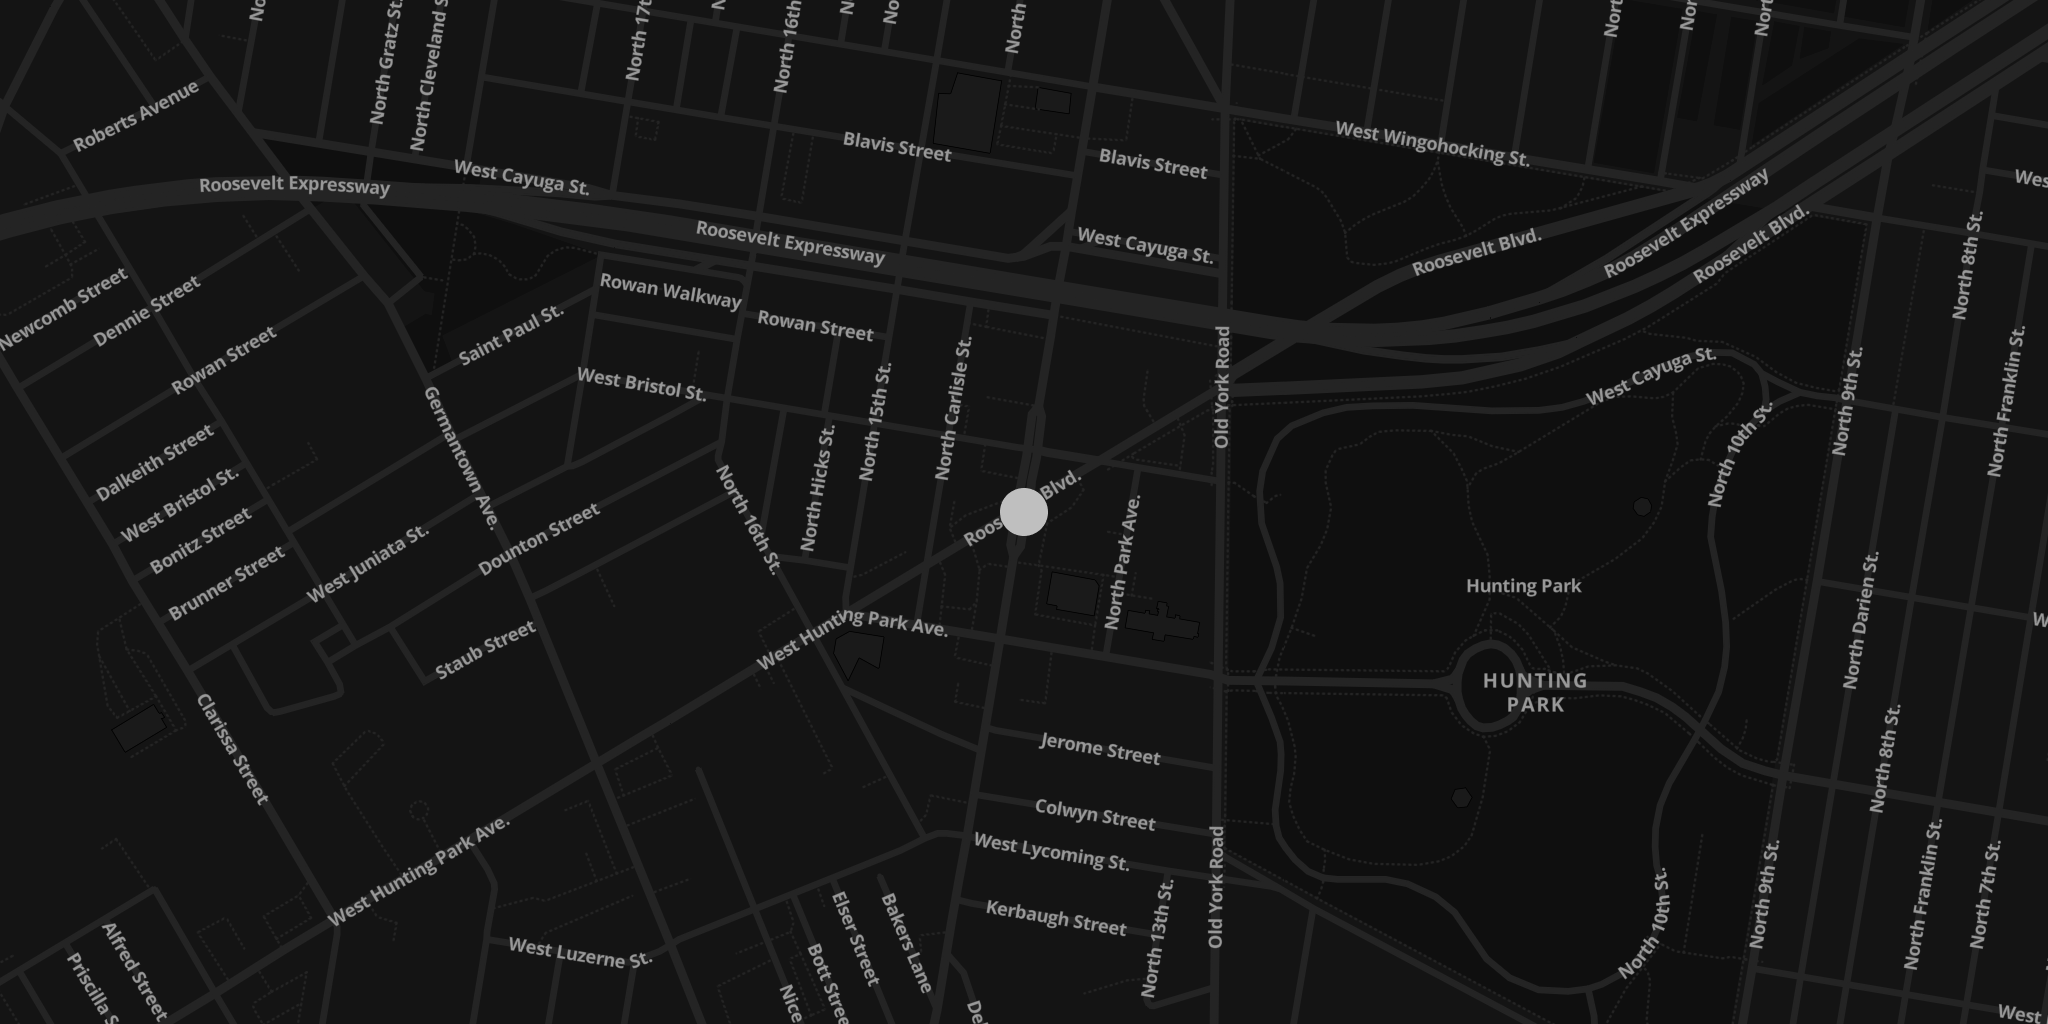 North Gratz St.
North Cleveland S
North 17t
North 16th
North
Roberts Avenue
Blavis Street
Blavis Street
West Wingohocking St.
Roosevelt Expressway
West Cayuga St.
Roosevelt Expressway
West Cayuga St.
Roosevelt Blvd.
Roosevelt Expressway
Roosevelt Blvd.
North 8th St.
Newcomb Street
Dennie Street
Rowan Street
Saint Paul St.
Rowan Walkway
Rowan Street
West Bristol St.
North 15th St.
North Carlisle St.
Old York Road
West Cayuga St.
North 10th St.
North 9th St.
North Franklin St.
Germantown Ave.
Dalkeith Street
West Bristol St.
Bonitz Street
Brunner Street
West Juniata St.
Dounton Street
North 16th St.
North Hicks St.
Roos
Blvd.
North Park Ave.
Hunting Park
HUNTING
PARK
North Darien St.
Staub Street
West Hunting Park Ave.
Clarissa Street
Jerome Street
Colwyn Street
West Lycoming St.
Kerbaugh Street
North 13th St.
Old York Road
North 8th St.
North 9th St.
North 10th St.
North Franklin St.
North 7th St.
West Hunting Park Ave.
West Luzerne St.
Alfred Street
Priscilla S
Elser Street
Bakers Lane
Bott Stree
Nice
West